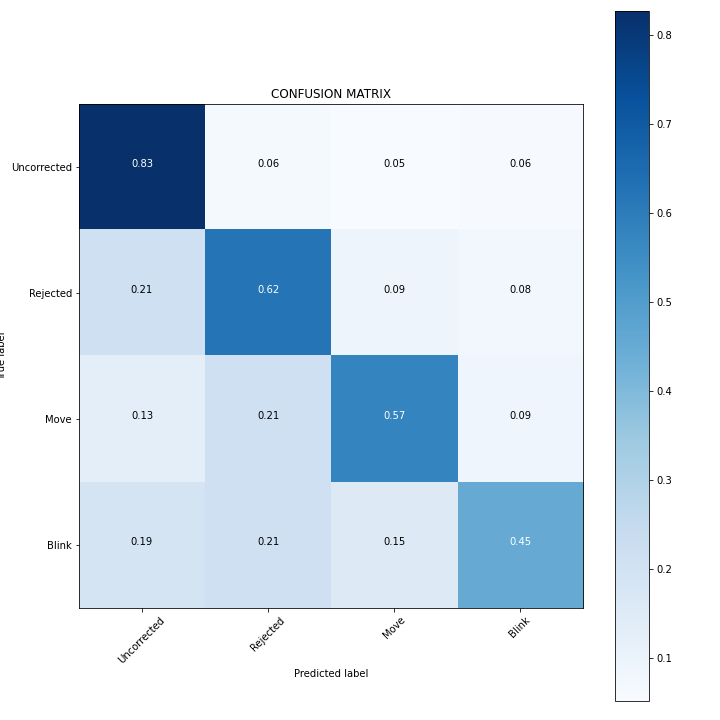 CONFUSION MATRIX
Uncorrected 0.83 0.06 0.05 0.06
Rejected 0.21 0.62 0.09 0.08
Move 0.13 0.21 0.57 0.09
Blink 0.19 0.21 0.15 0.45
Uncorrected Rejected Move Blink
Predicted label
0.8
0.7
0.6
0.5
0.4
0.3
0.2
0.1